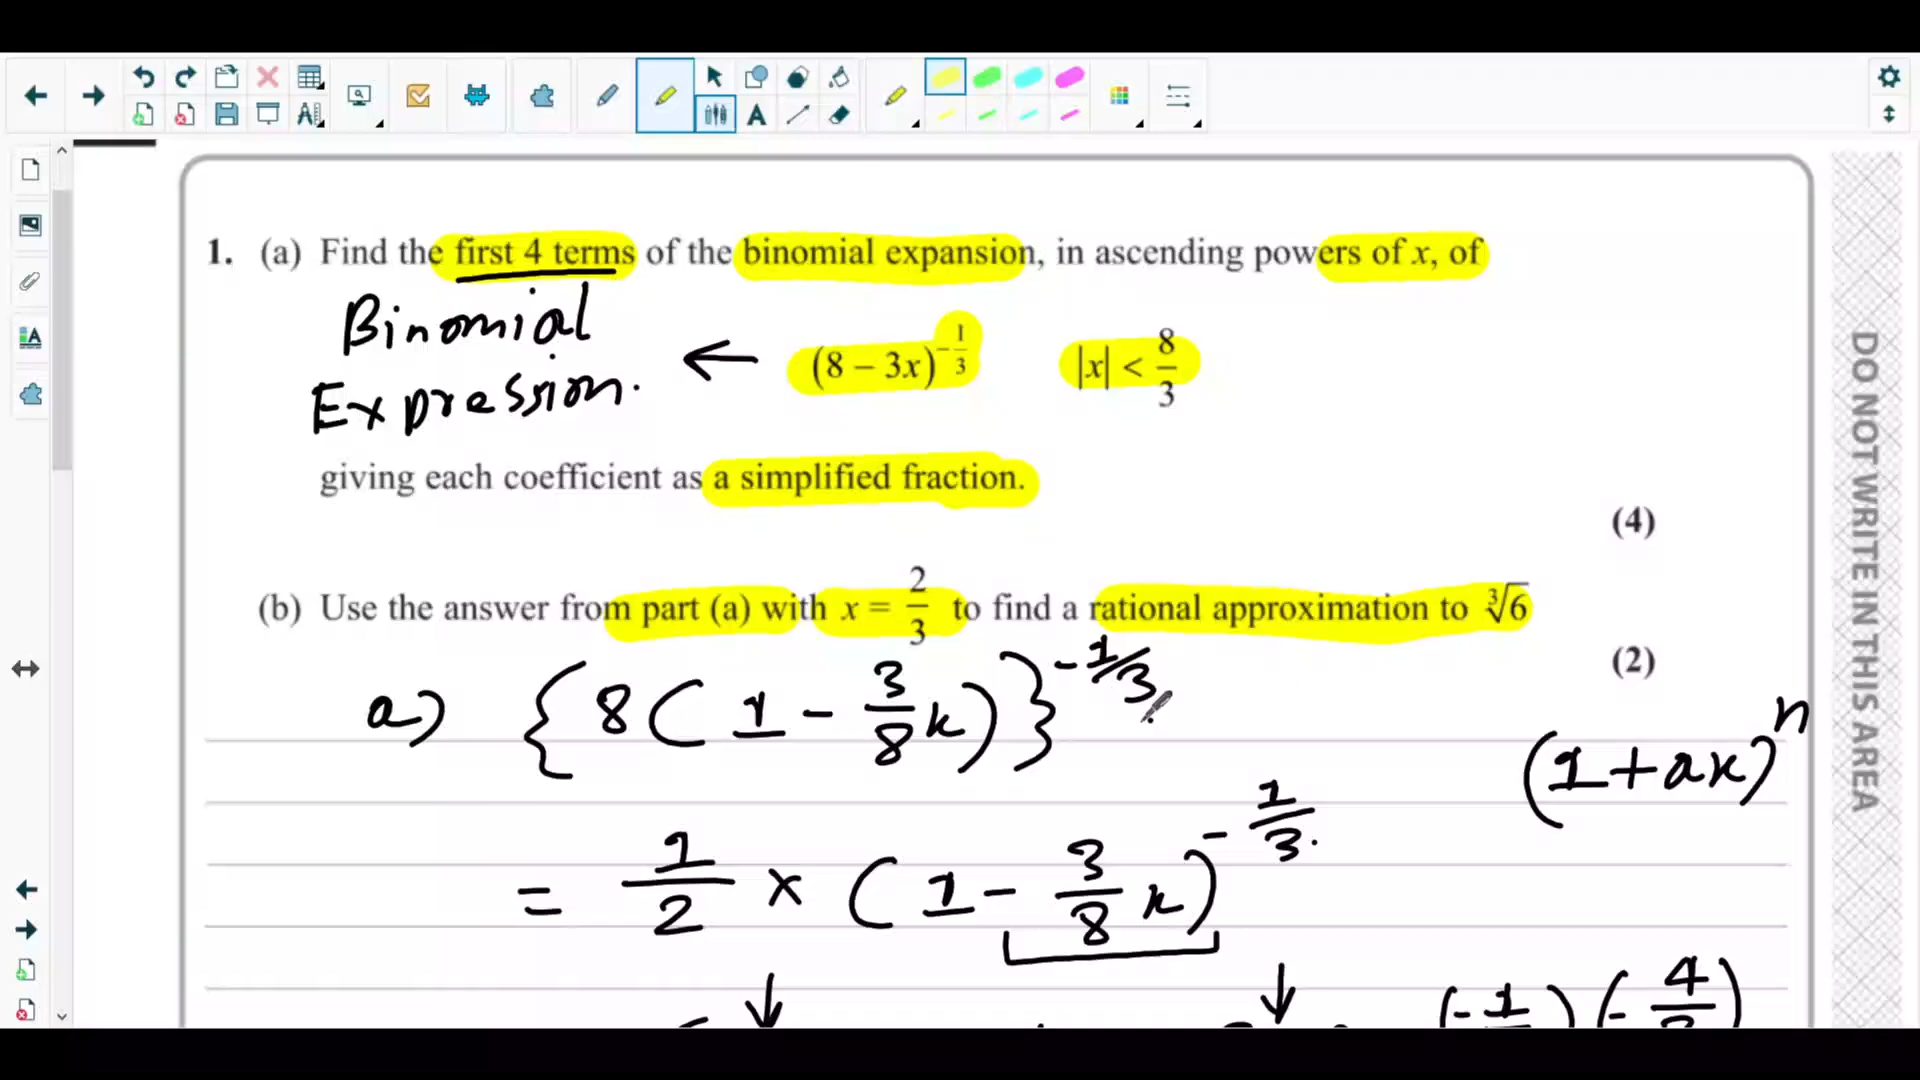 1. (a) Find the first 4 terms of the binomial expansion, in ascending powers of x, of
Binomial
Expression.
← (8 − 3x)^{-1/3} |x| < 8/3
giving each coefficient as a simplified fraction.
(4)
(b) Use the answer from part (a) with x = 2/3 to find a rational approximation to ∛6
(2)
a) {8(1 - 3/8 x)}^{-1/3}
(1+ax)^n
= 1/2 × (1 - 3/8 x)^{-1/3}.
DO NOT WRITE IN THIS AREA